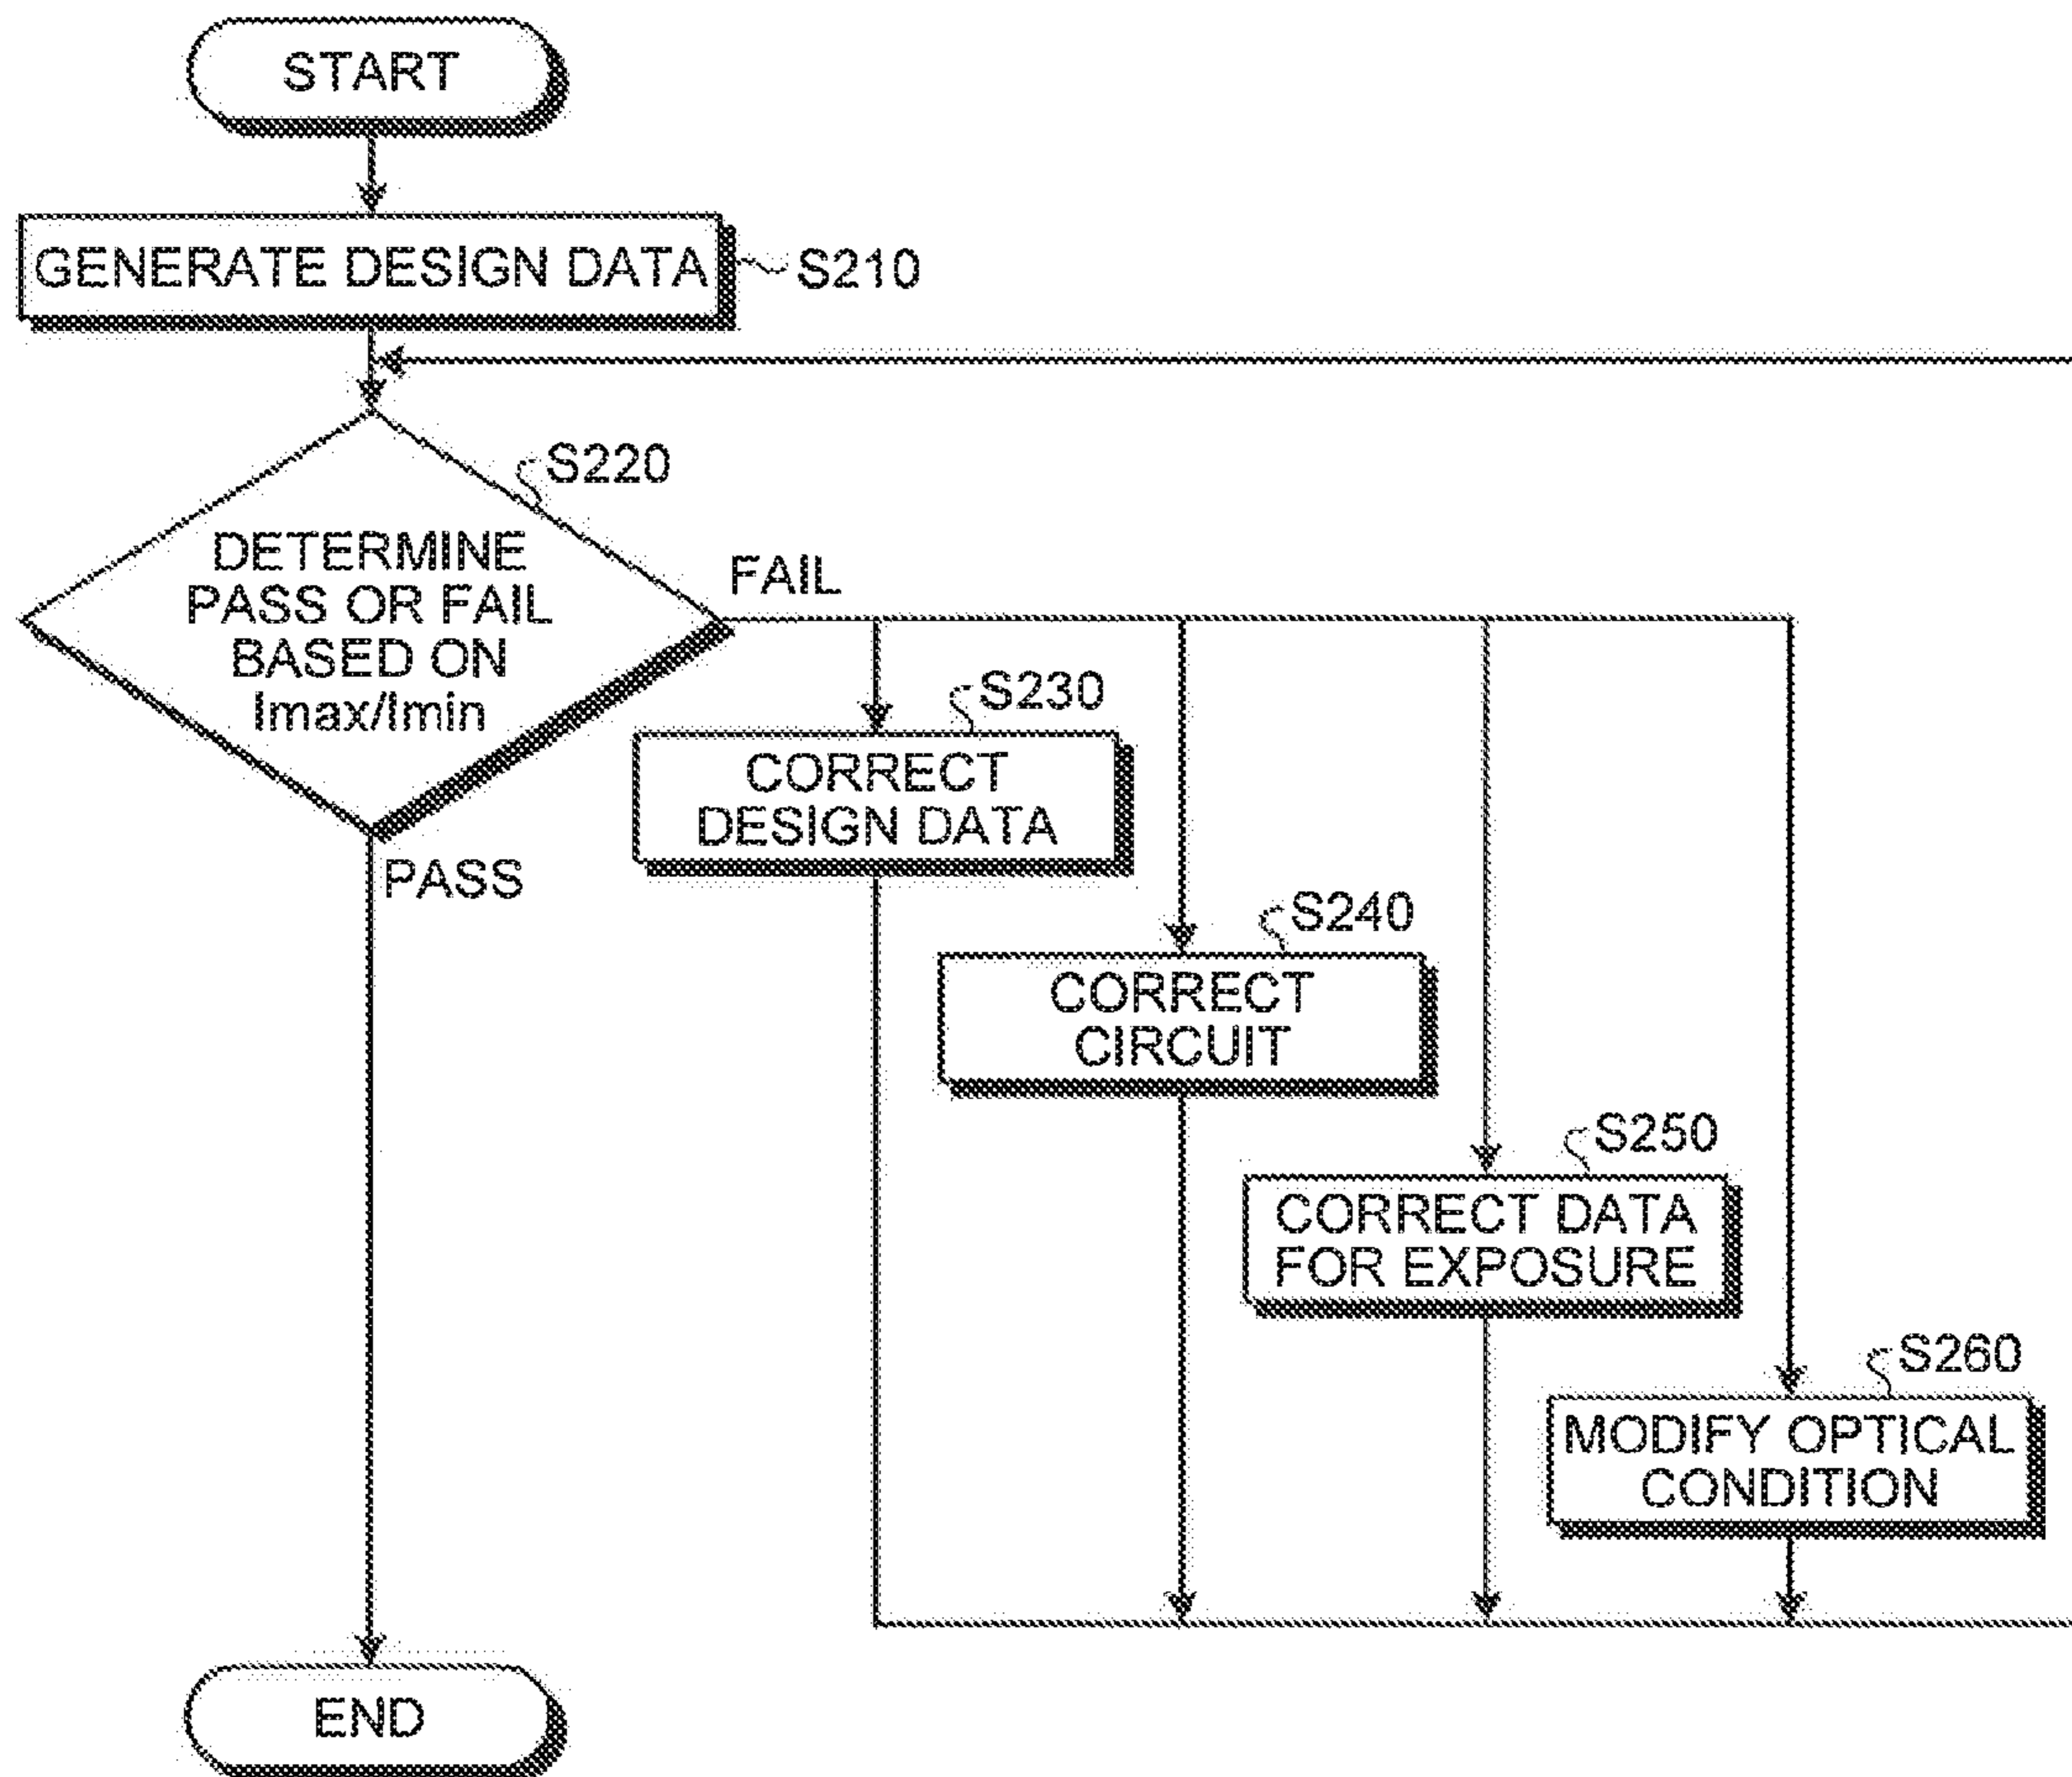 START
GENERATE DESIGN DATA
S210
S220
DETERMINE
PASS OR FAIL
BASED ON
Imax/Imin
FAIL
PASS
S230
CORRECT
DESIGN DATA
S240
CORRECT
CIRCUIT
S250
CORRECT DATA
FOR EXPOSURE
S260
MODIFY OPTICAL
CONDITION
END